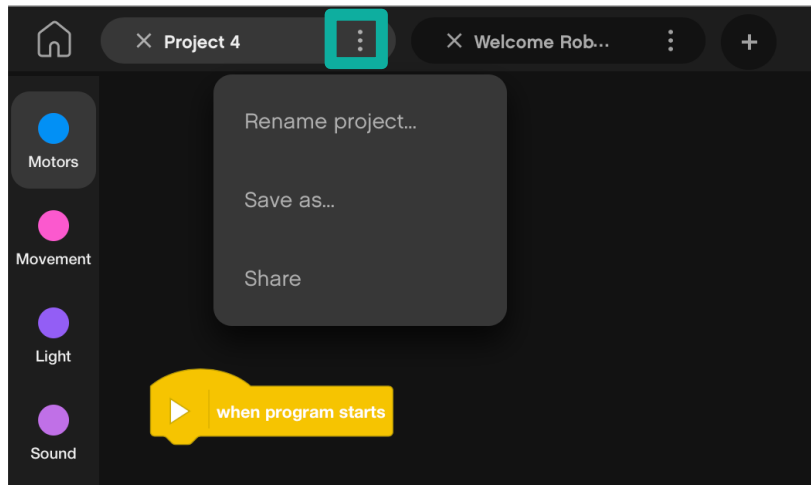 Project 4
Welcome Rob...
Rename project...
Save as...
Share
Motors
Movement
Light
Sound
when program starts